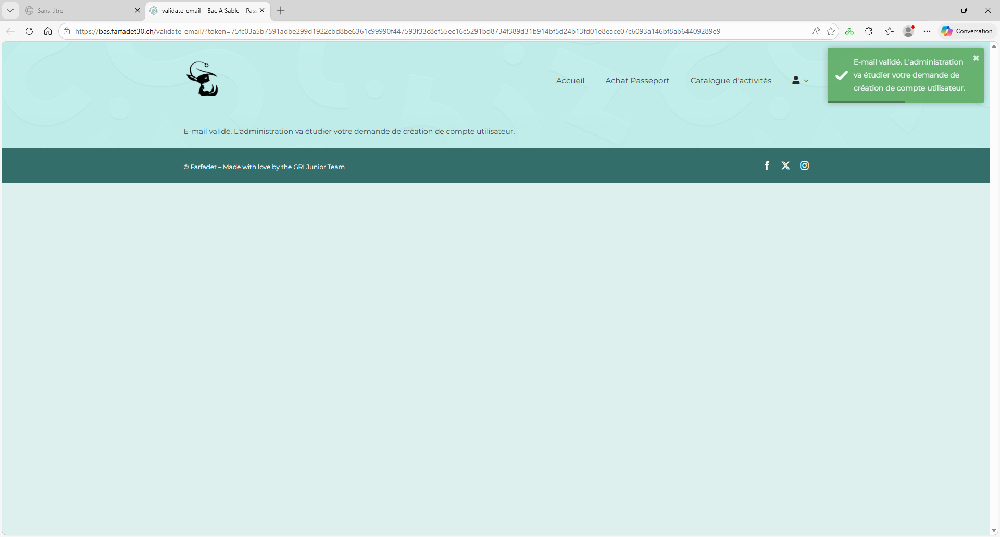 Sans titre
validate-email – Bac A Sable – Pas
https://bas.farfadet30.ch/validate-email/?token=75fc03a5b7591adbe299d1922cbd8be6361c99990f447593f33c8ef55ec16c5291bd8734f389d31b914bf5d24b13fd01e8eace07c6093a146bf8ab64409289e9
Conversation
Accueil
Achat Passeport
Catalogue d’activités
E-mail validé. L'administration
va étudier votre demande de
création de compte utilisateur.
E-mail validé. L'administration va étudier votre demande de création de compte utilisateur.
© Farfadet – Made with love by the GRI Junior Team